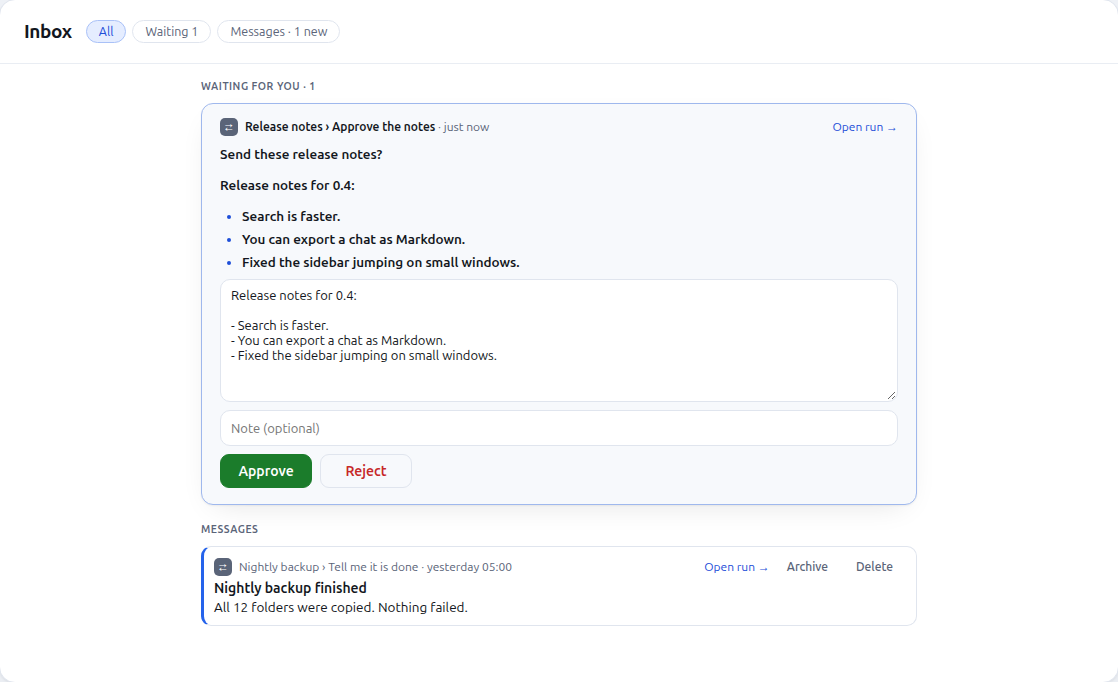 Inbox
All
Waiting 1
Messages · 1 new
WAITING FOR YOU · 1
Release notes › Approve the notes · just now
Open run →
Send these release notes?
Release notes for 0.4:
• Search is faster.
• You can export a chat as Markdown.
• Fixed the sidebar jumping on small windows.
Release notes for 0.4:
- Search is faster.
- You can export a chat as Markdown.
- Fixed the sidebar jumping on small windows.
Note (optional)
Approve
Reject
MESSAGES
Nightly backup › Tell me it is done · yesterday 05:00
Open run →
Archive
Delete
Nightly backup finished
All 12 folders were copied. Nothing failed.